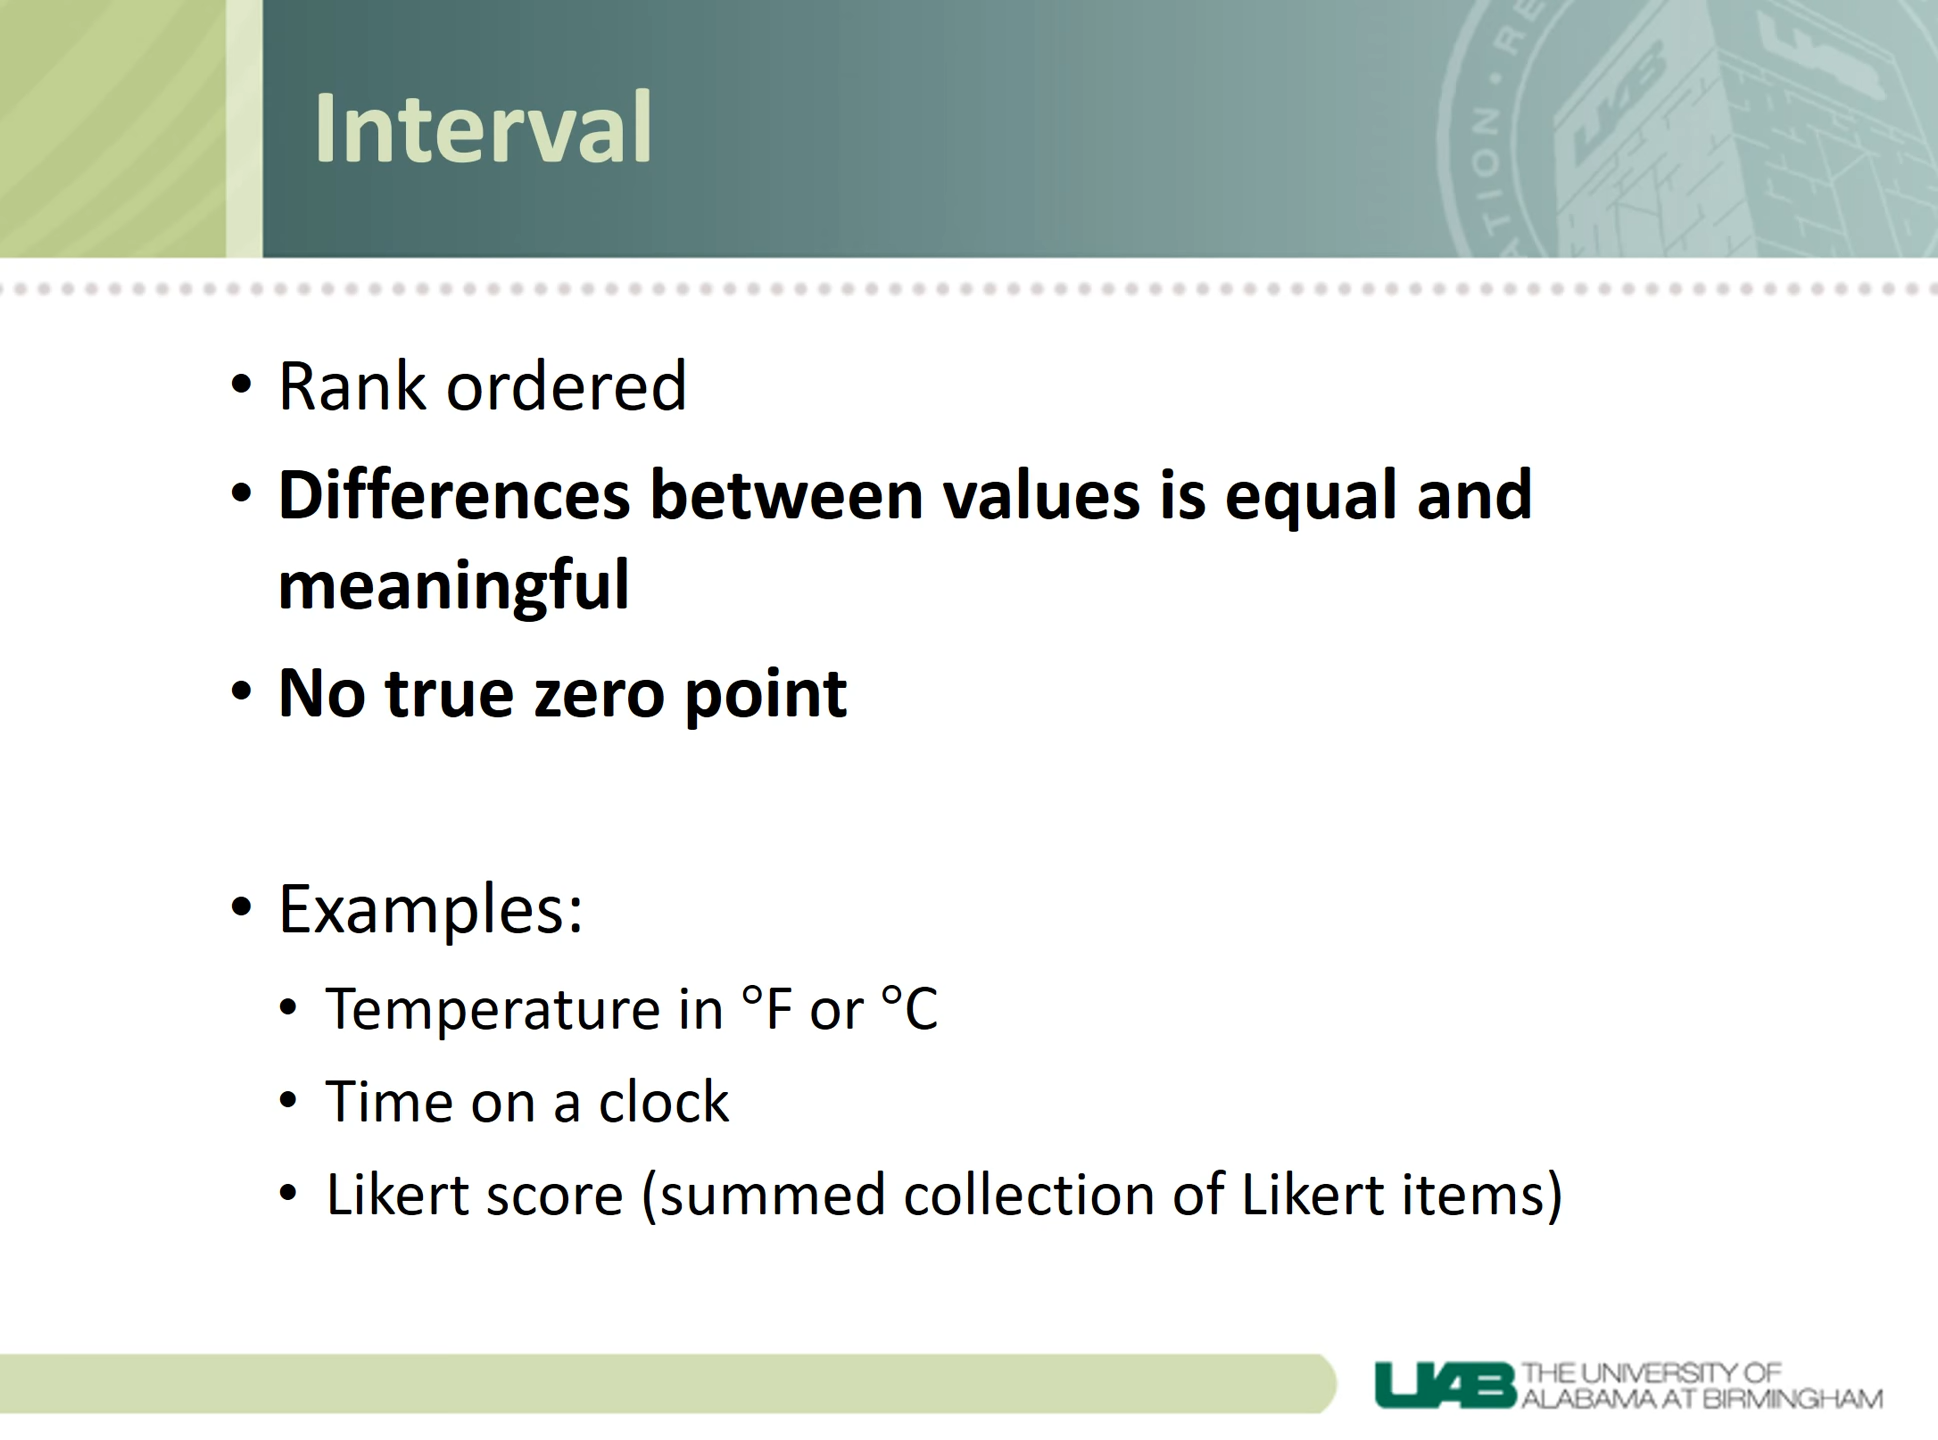 Interval
• Rank ordered
• Differences between values is equal and
meaningful
• No true zero point
• Examples:
• Temperature in °F or °C
• Time on a clock
• Likert score (summed collection of Likert items)
UAB THE UNIVERSITY OF
ALABAMA AT BIRMINGHAM